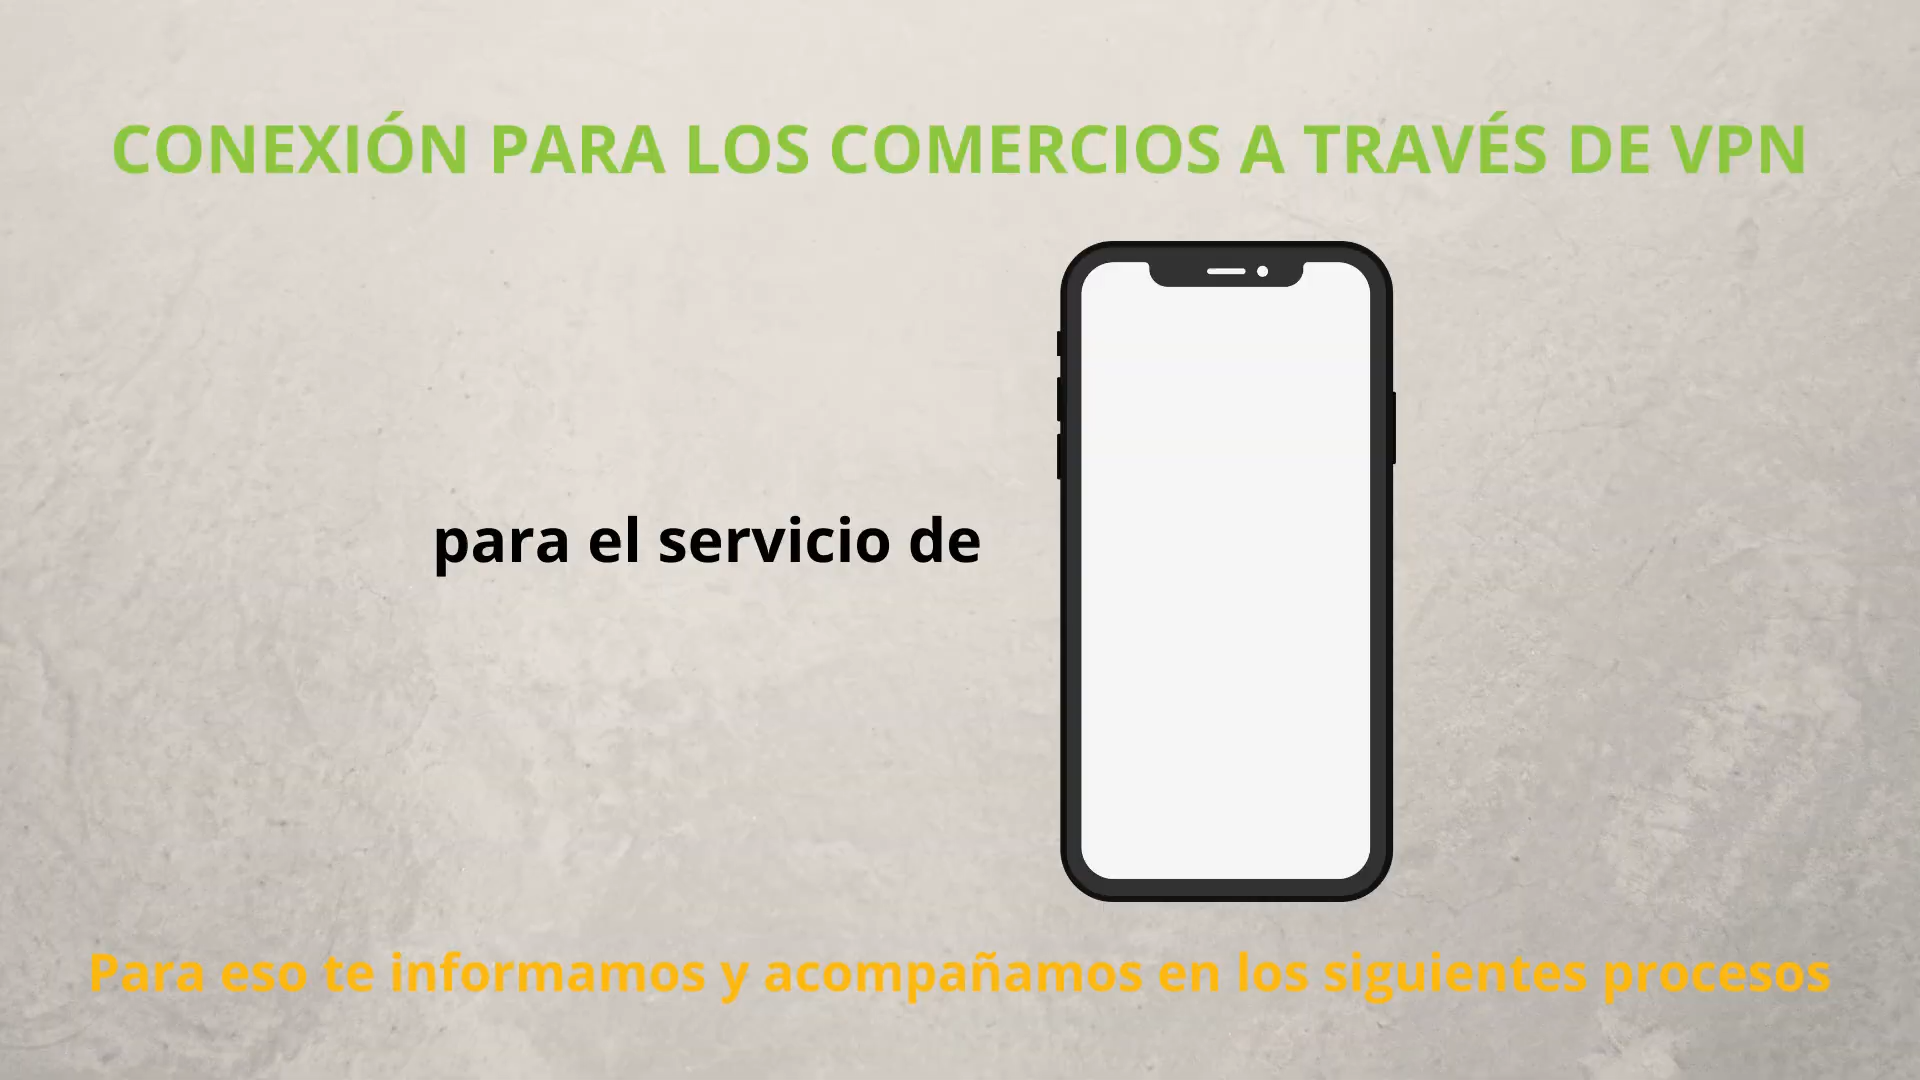 CONEXIÓN PARA LOS COMERCIOS A TRAVÉS DE VPN
para el servicio de
Para eso te informamos y acompañamos en los siguientes procesos